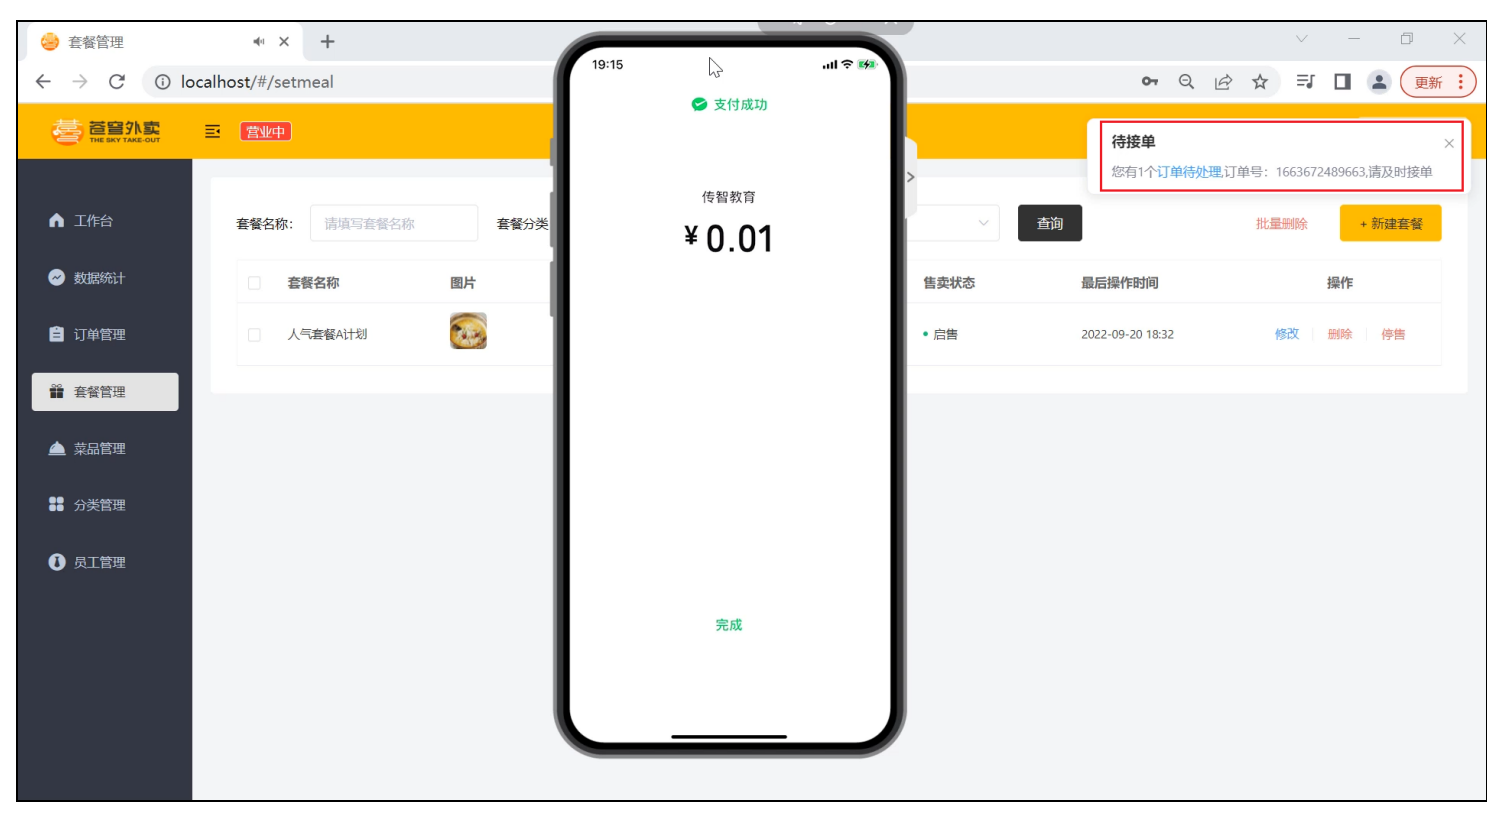 套餐管理
localhost/#/setmeal
更新
苍穹外卖
THE SKY TAKE-OUT
营业中
待接单
您有1个订单待处理,订单号：1663672489663,请及时接单
工作台
数据统计
订单管理
套餐管理
菜品管理
分类管理
员工管理
套餐名称:
请填写套餐名称
套餐分类
查询
批量删除
+ 新建套餐
套餐名称
图片
售卖状态
最后操作时间
操作
人气套餐A计划
启售
2022-09-20 18:32
修改
删除
停售
19:15
支付成功
传智教育
¥ 0.01
完成